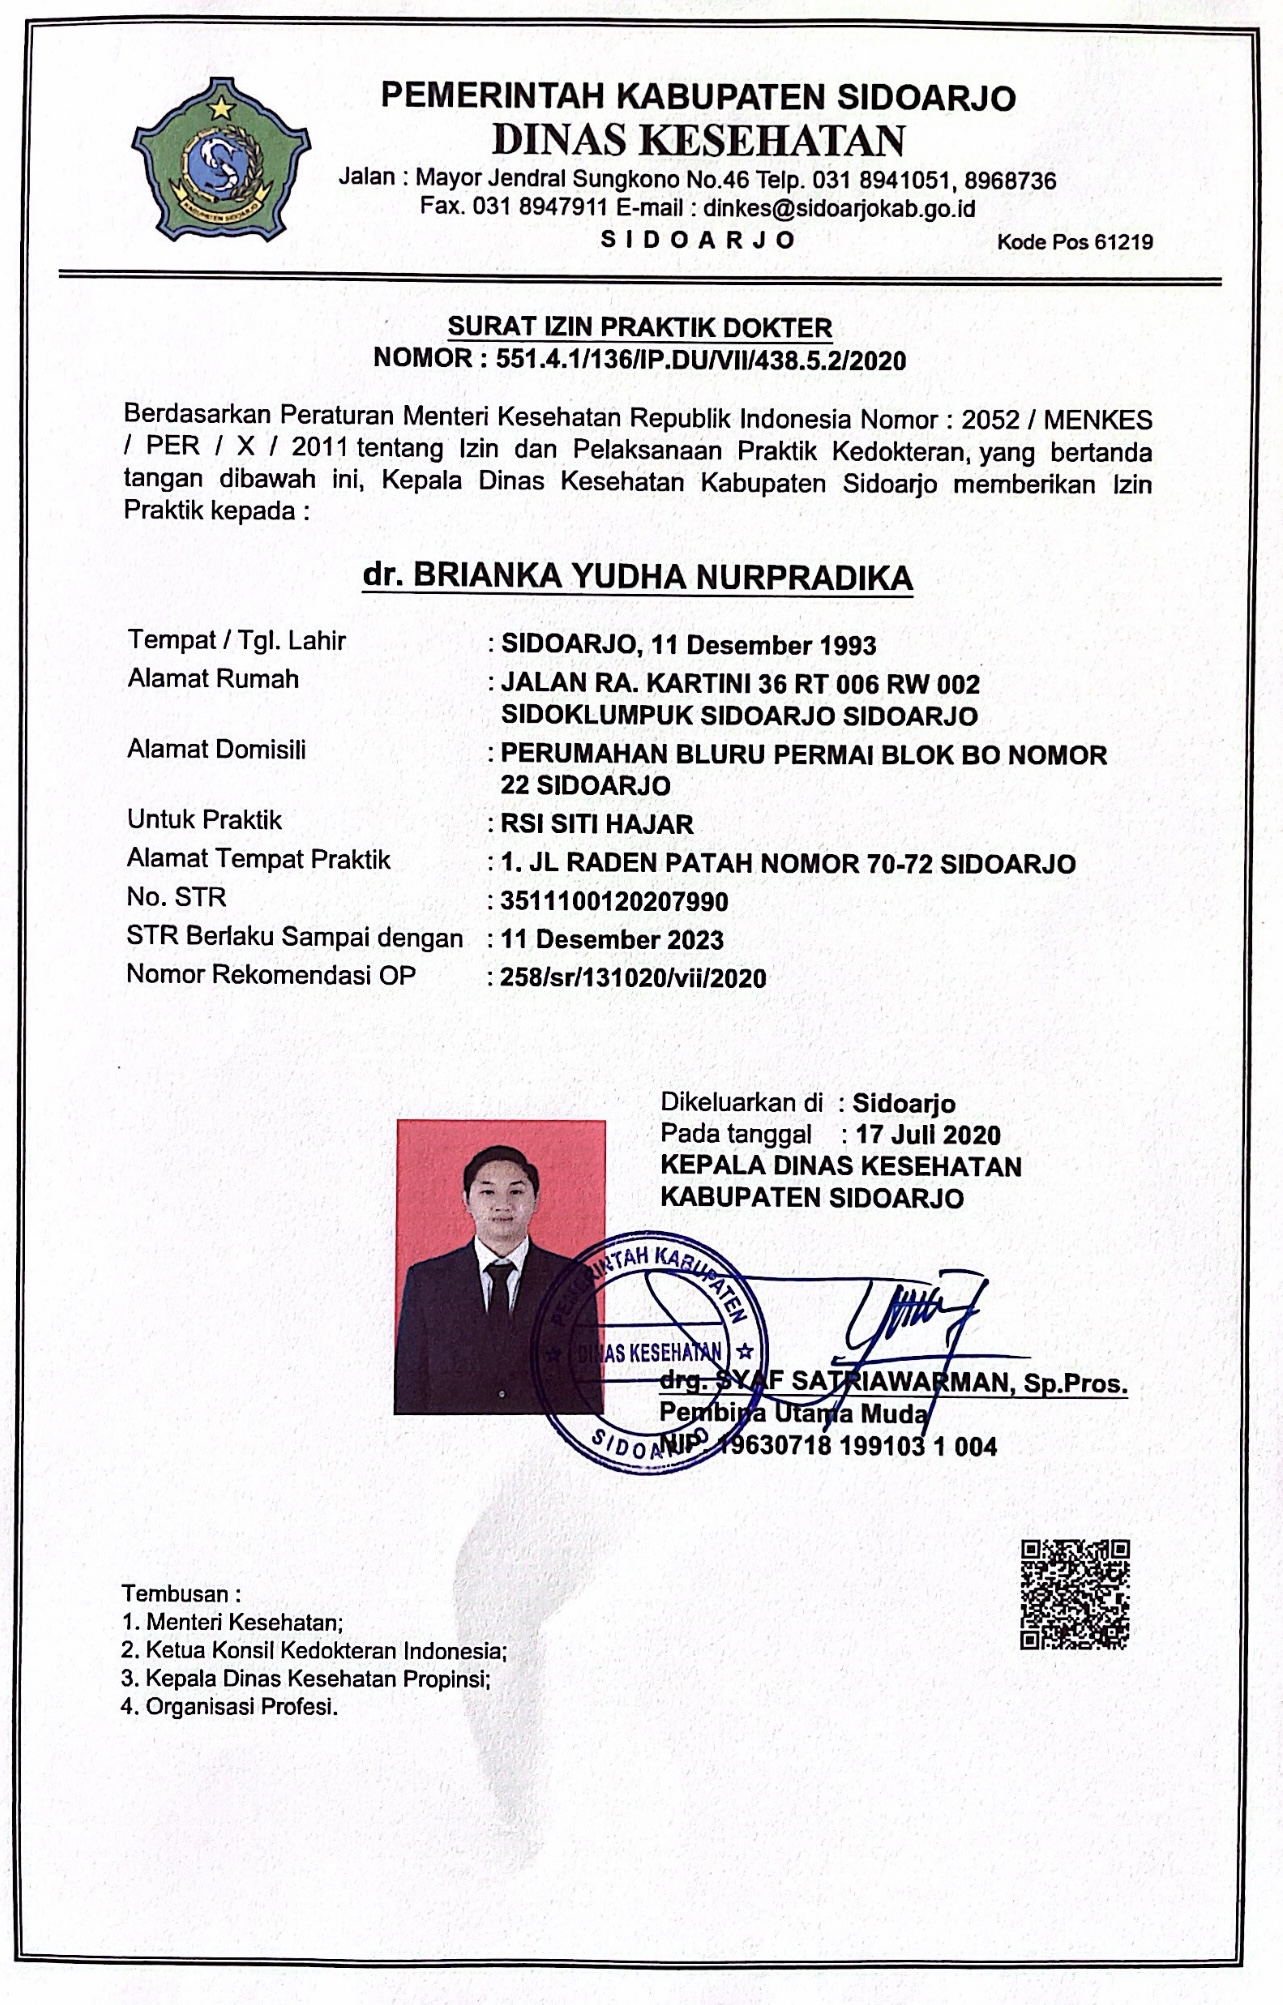 PEMERINTAH KABUPATEN SIDOARJO
DINAS KESEHATAN
Jalan : Mayor Jendral Sungkono No.46 Telp. 031 8941051, 8968736
Fax. 031 8947911 E-mail : dinkes@sidoarjokab.go.id
S I D O A R J O
Kode Pos 61219
KABUPATEN SIDOARJO
SURAT IZIN PRAKTIK DOKTER
NOMOR : 551.4.1/136/IP.DU/VII/438.5.2/2020
Berdasarkan Peraturan Menteri Kesehatan Republik Indonesia Nomor : 2052 / MENKES
/ PER / X / 2011 tentang Izin dan Pelaksanaan Praktik Kedokteran, yang bertanda
tangan dibawah ini, Kepala Dinas Kesehatan Kabupaten Sidoarjo memberikan Izin
Praktik kepada :
dr. BRIANKA YUDHA NURPRADIKA
Tempat / Tgl. Lahir : SIDOARJO, 11 Desember 1993
Alamat Rumah : JALAN RA. KARTINI 36 RT 006 RW 002
SIDOKLUMPUK SIDOARJO SIDOARJO
Alamat Domisili : PERUMAHAN BLURU PERMAI BLOK BO NOMOR
22 SIDOARJO
Untuk Praktik : RSI SITI HAJAR
Alamat Tempat Praktik : 1. JL RADEN PATAH NOMOR 70-72 SIDOARJO
No. STR : 3511100120207990
STR Berlaku Sampai dengan : 11 Desember 2023
Nomor Rekomendasi OP : 258/sr/131020/vii/2020
Dikeluarkan di : Sidoarjo
Pada tanggal : 17 Juli 2020
KEPALA DINAS KESEHATAN
KABUPATEN SIDOARJO
PEMERINTAH KABUPATEN
DINAS KESEHATAN
SIDOARJO
drg. SYAF SATRIAWARMAN, Sp.Pros.
Pembina Utama Muda
NIP. 19630718 199103 1 004
Tembusan :
1. Menteri Kesehatan;
2. Ketua Konsil Kedokteran Indonesia;
3. Kepala Dinas Kesehatan Propinsi;
4. Organisasi Profesi.